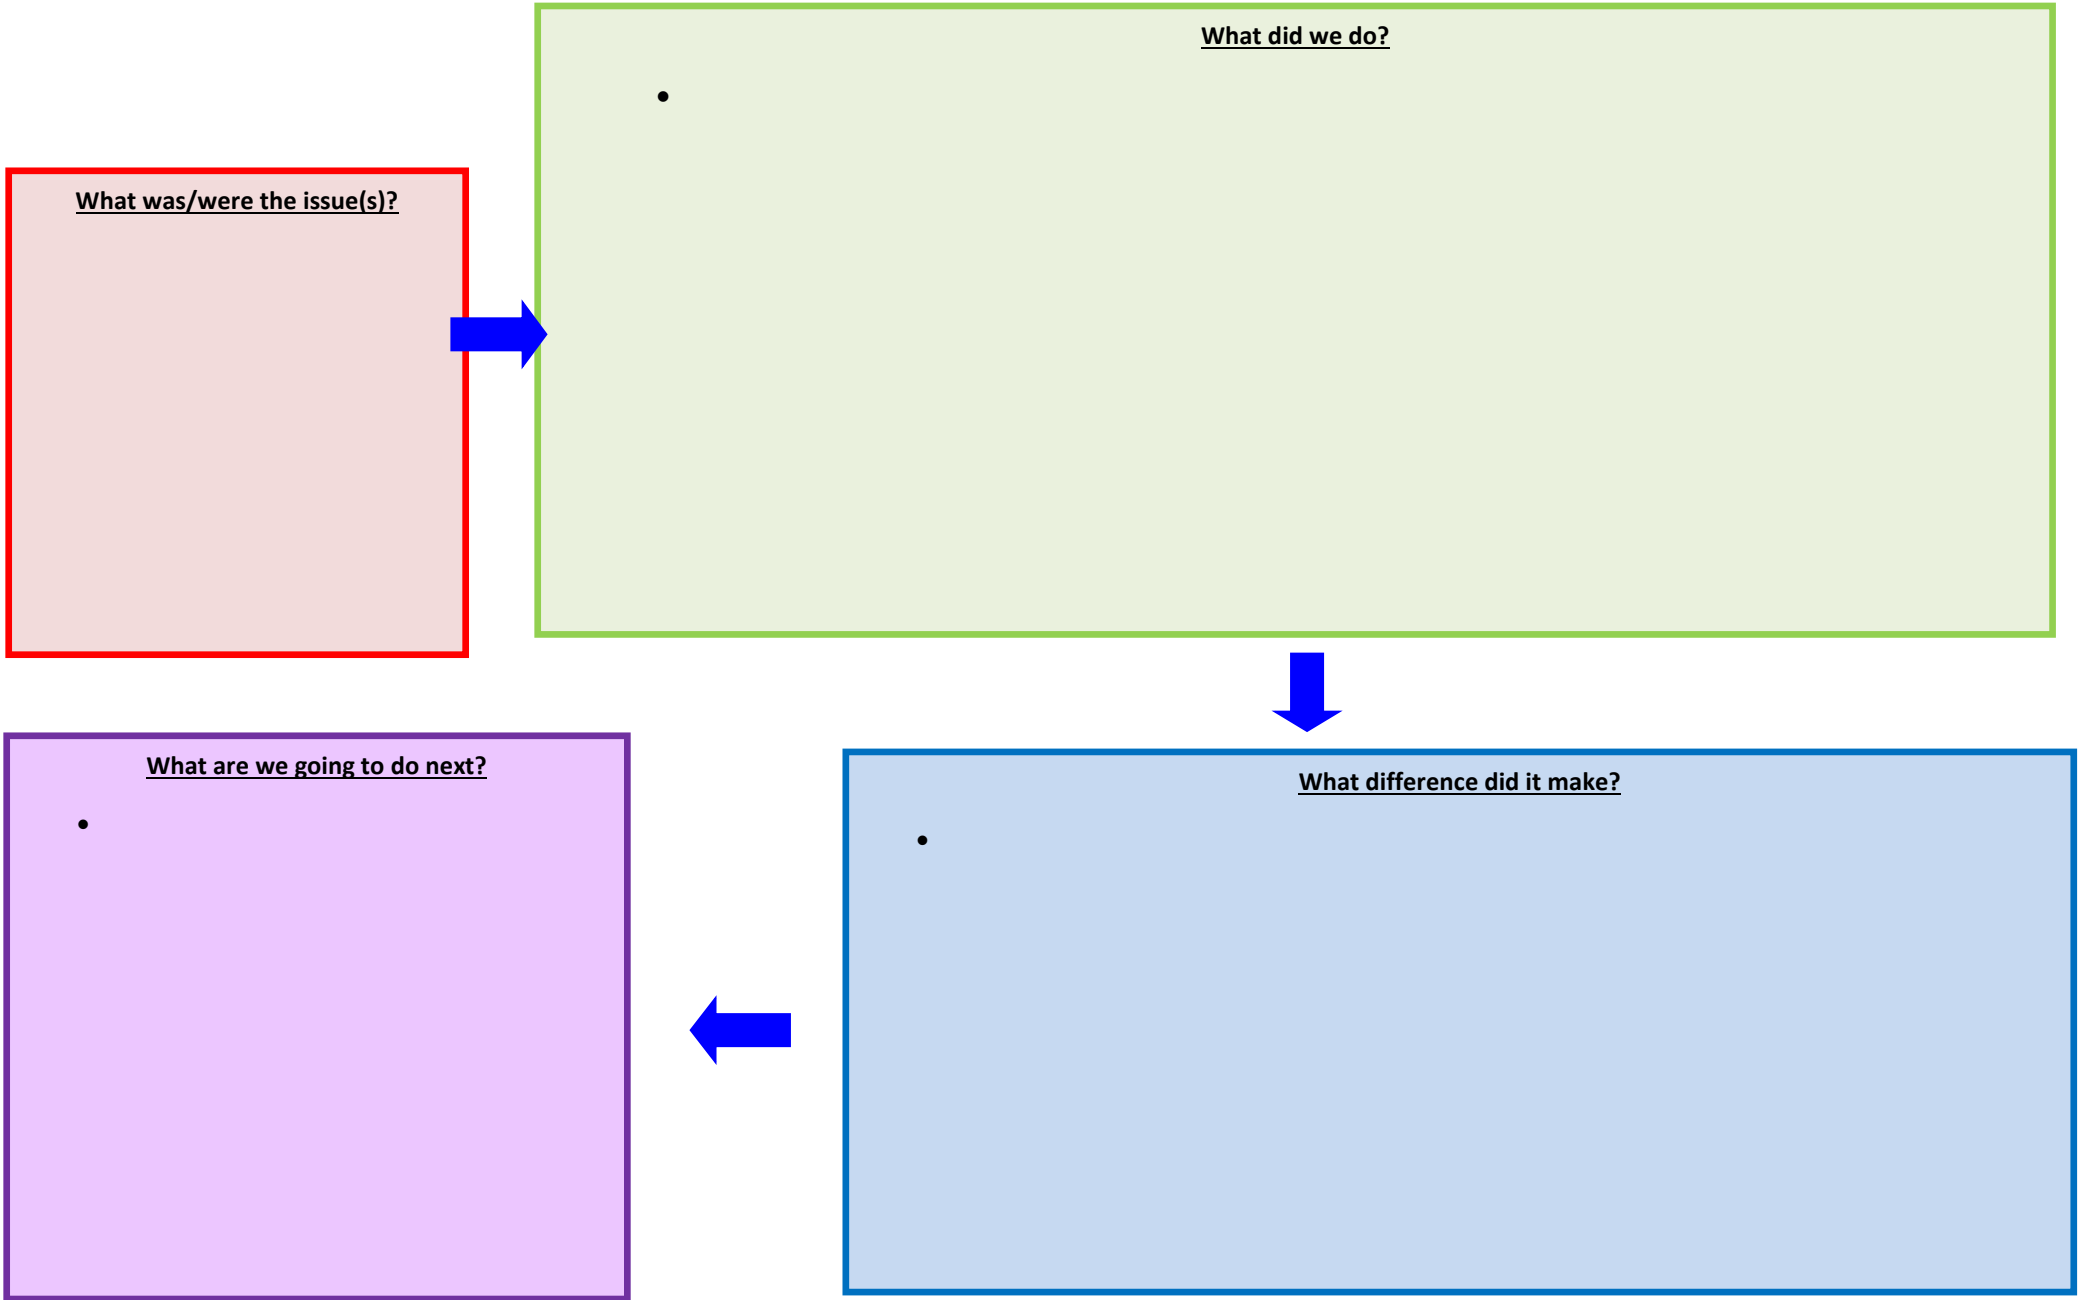 What was/were the issue(s)?
What did we do?
•
What difference did it make?
•
What are we going to do next?
•